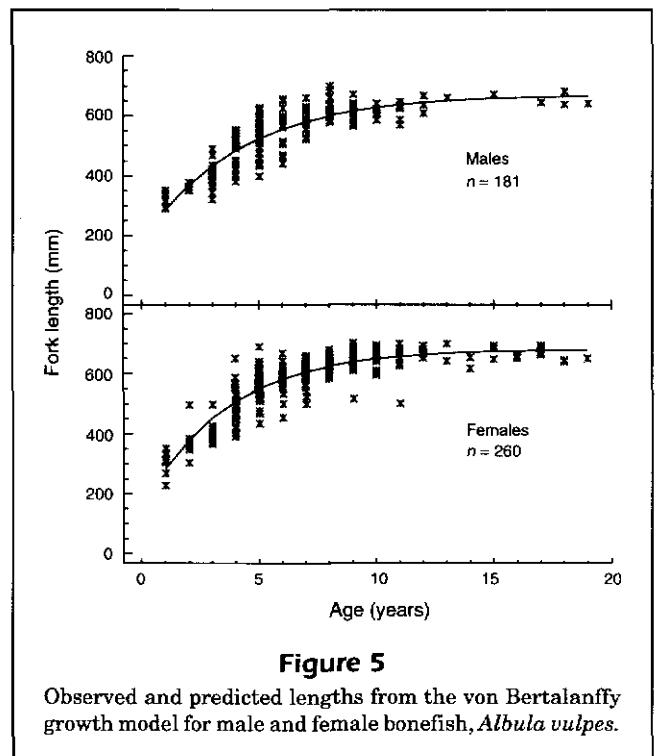 800
600
400
200
0
Males
n = 181
Fork length (mm)
800
600
400
200
0
Females
n = 260
0 5 10 15 20
Age (years)
Figure 5
Observed and predicted lengths from the von Bertalanffy
growth model for male and female bonefish, Albula vulpes.